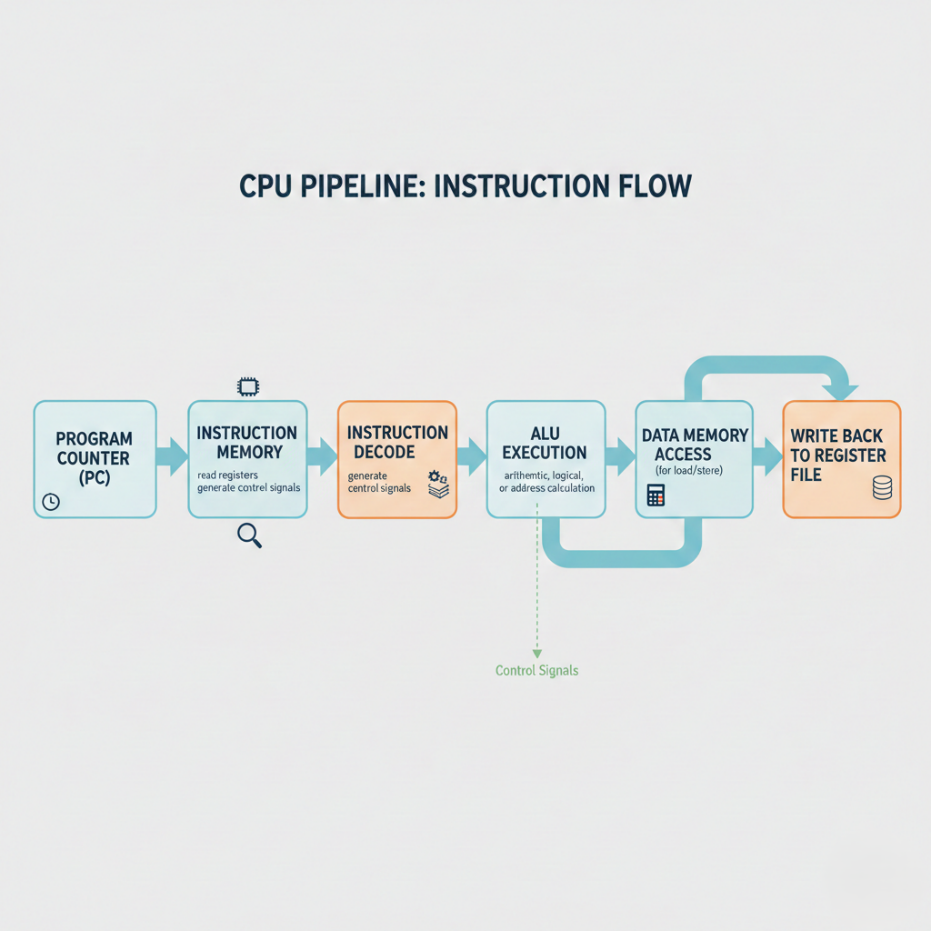 CPU PIPELINE: INSTRUCTION FLOW
PROGRAM
COUNTER
(PC)
INSTRUCTION
MEMORY
read registers
generate contrel signals
INSTRUCTION
DECODE
generate
centrol signals
ALU
EXECUTION
arithemtic, logical,
or address calculation
DATA MEMORY
ACCESS
(for load/stere)
WRITE BACK
TO REGISTER
FILE
Control Signals